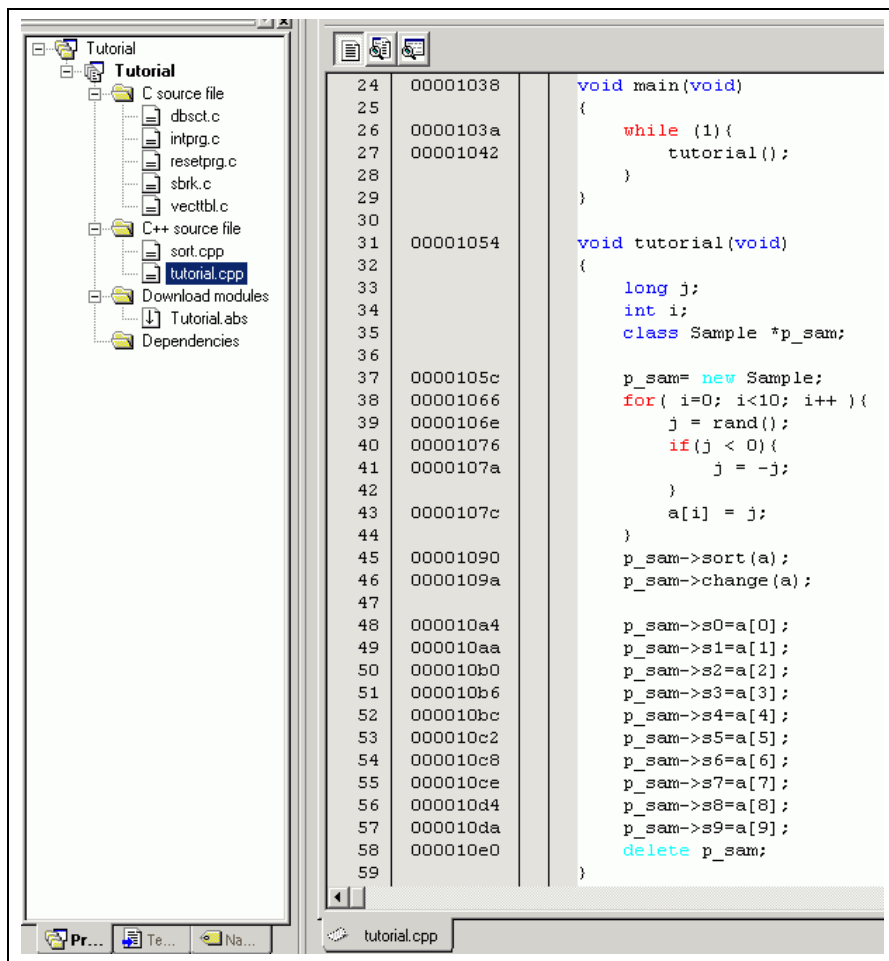 Tutorial
Tutorial
C source file
dbsct.c
intprg.c
resetprg.c
sbrk.c
vecttbl.c
C++ source file
sort.cpp
tutorial.cpp
Download modules
Tutorial.abs
Dependencies
Pr...
Te...
Na...
24 00001038 void main(void)
25 {
26 0000103a while (1){
27 00001042 tutorial();
28 }
29 }
30
31 00001054 void tutorial(void)
32 {
33 long j;
34 int i;
35 class Sample *p_sam;
36
37 0000105c p_sam= new Sample;
38 00001066 for( i=0; i<10; i++ ){
39 0000106e j = rand();
40 00001076 if(j < 0){
41 0000107a j = -j;
42 }
43 0000107c a[i] = j;
44 }
45 00001090 p_sam->sort(a);
46 0000109a p_sam->change(a);
47
48 000010a4 p_sam->s0=a[0];
49 000010aa p_sam->s1=a[1];
50 000010b0 p_sam->s2=a[2];
51 000010b6 p_sam->s3=a[3];
52 000010bc p_sam->s4=a[4];
53 000010c2 p_sam->s5=a[5];
54 000010c8 p_sam->s6=a[6];
55 000010ce p_sam->s7=a[7];
56 000010d4 p_sam->s8=a[8];
57 000010da p_sam->s9=a[9];
58 000010e0 delete p_sam;
59 }
tutorial.cpp